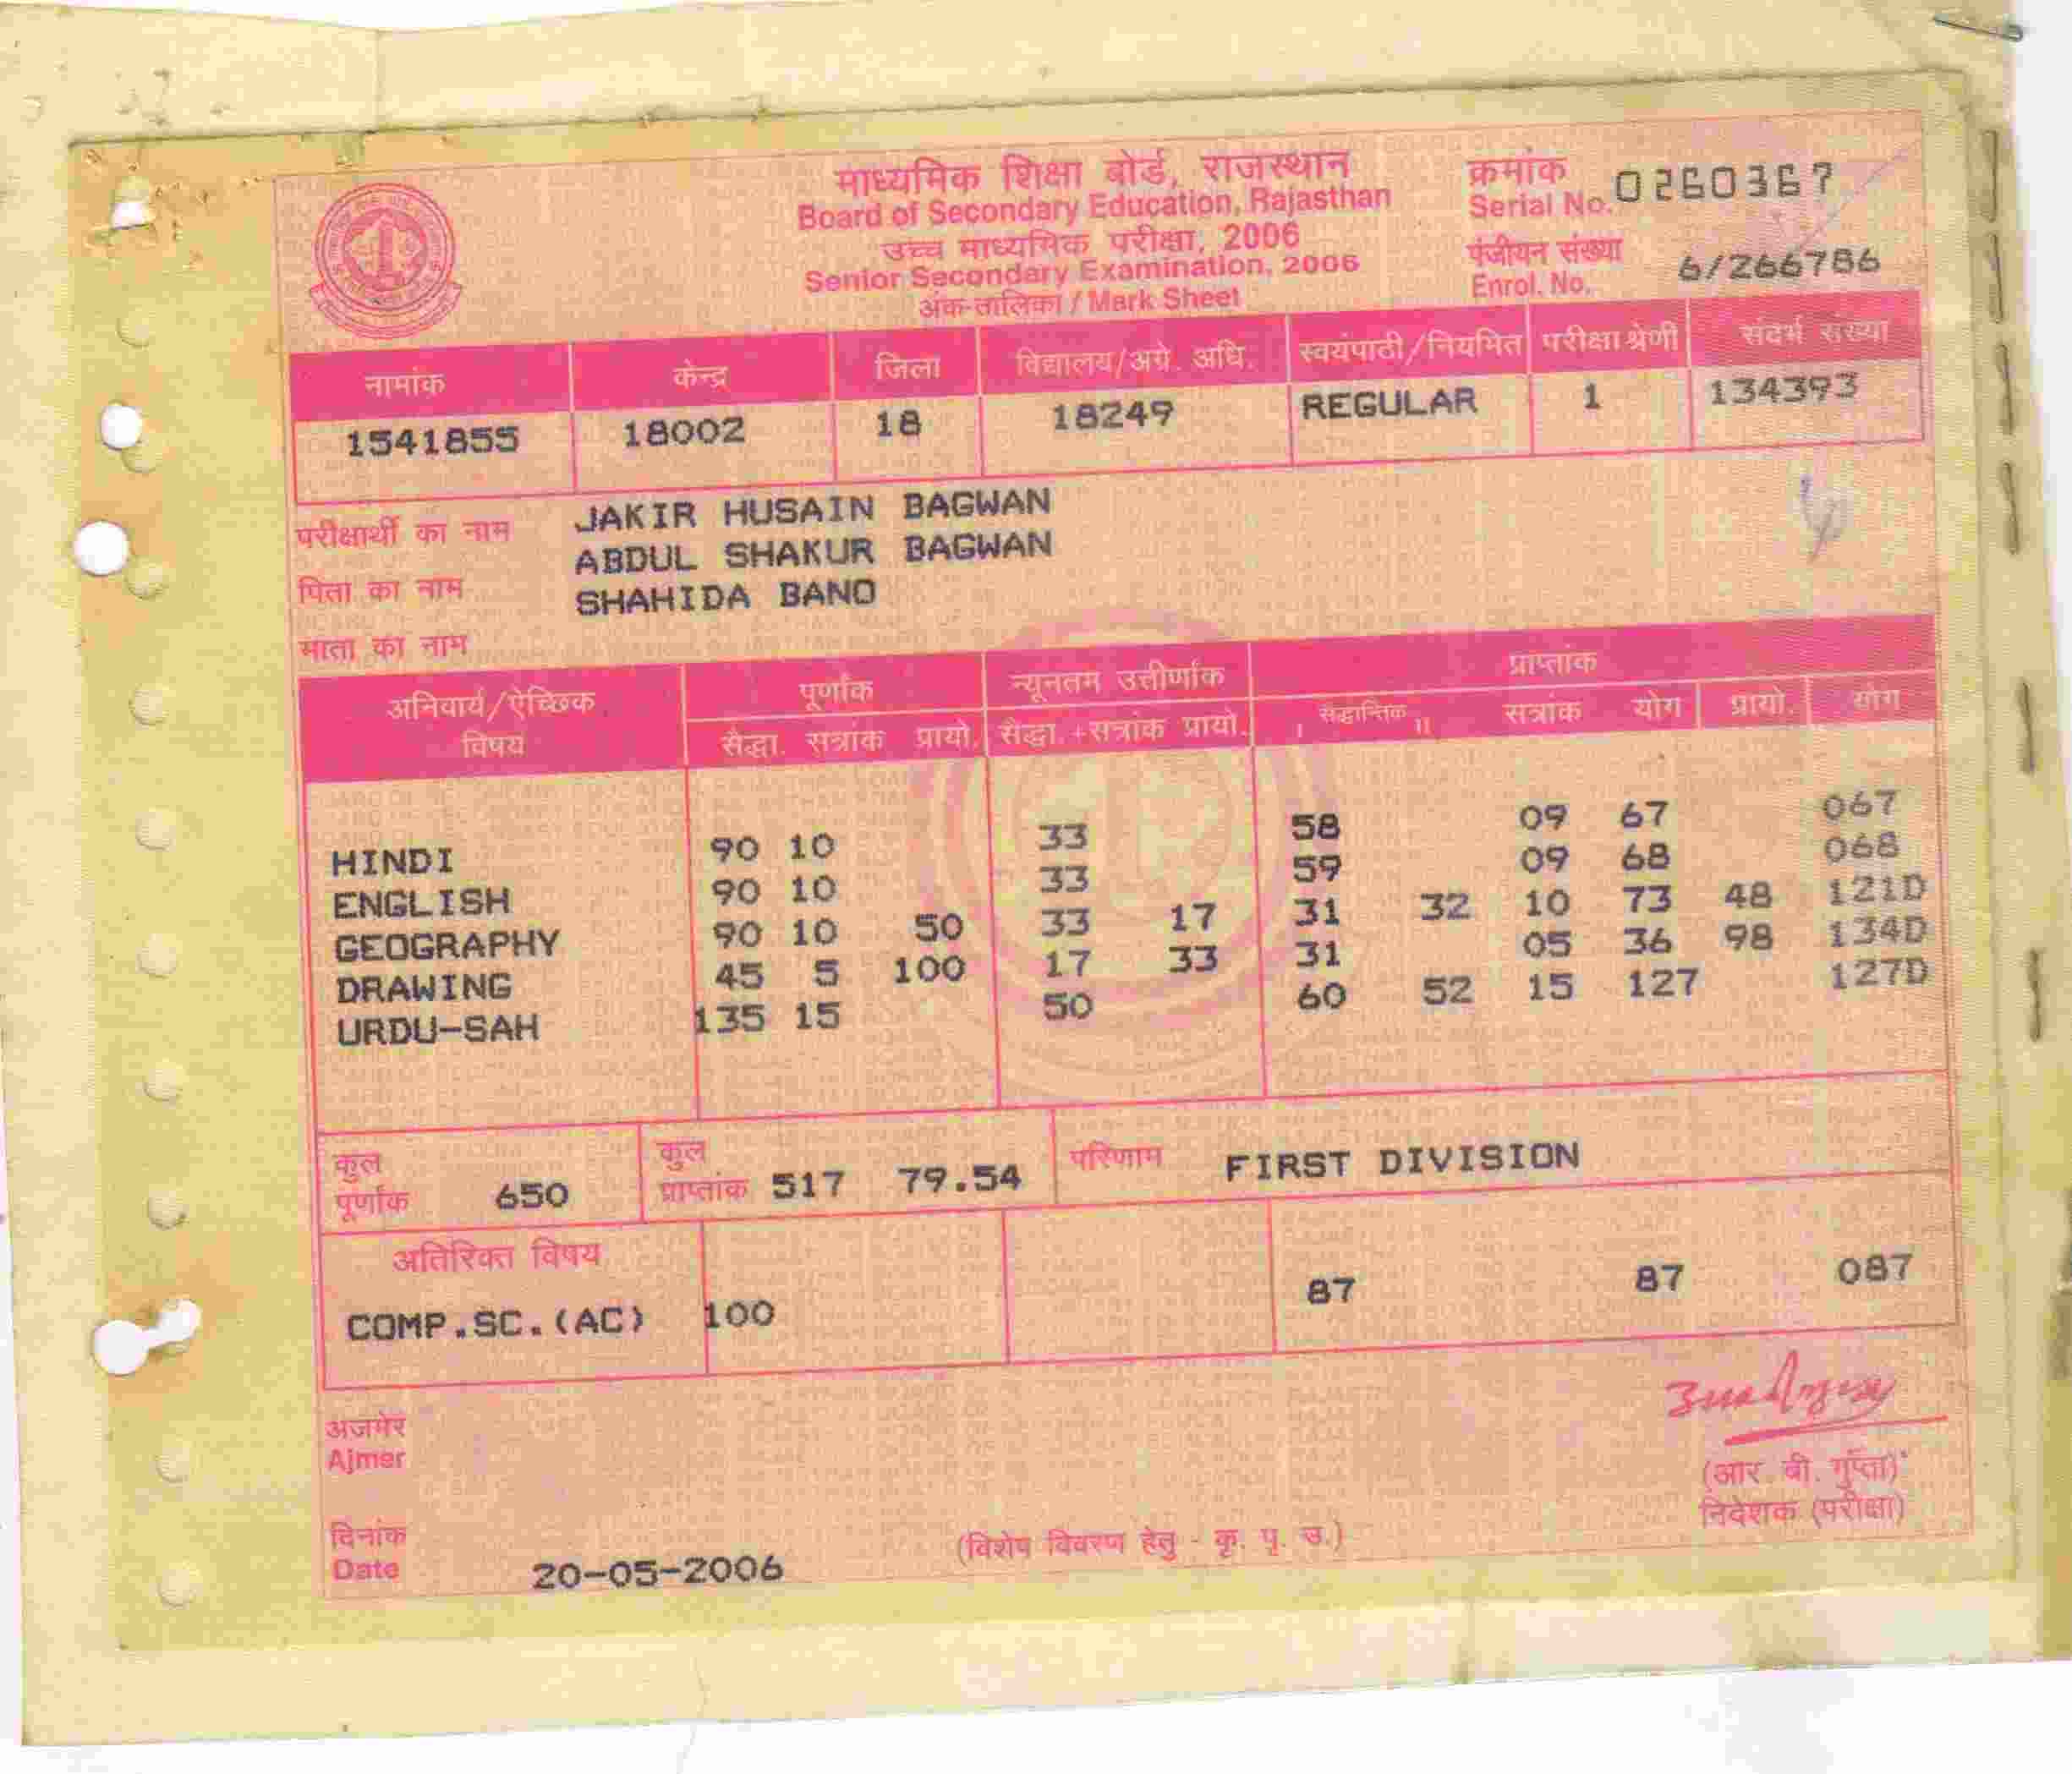 माध्यमिक शिक्षा बोर्ड, राजस्थान
Board of Secondary Education, Rajasthan
उच्च माध्यमिक परीक्षा, 2006
Senior Secondary Examination, 2006
अंक-तालिका / Mark Sheet
क्रमांक
Serial No. 0260367
पंजीयन संख्या
Enrol. No. 6/266786
नामांक केन्द्र जिला विद्यालय/अग्रे. अधि. स्वयंपाठी/नियमित परीक्षा श्रेणी संदर्भ संख्या
1541855 18002 18 18249 REGULAR 1 134393
परीक्षार्थी का नाम JAKIR HUSAIN BAGWAN
पिता का नाम ABDUL SHAKUR BAGWAN
माता का नाम SHAHIDA BANO
अनिवार्य/ऐच्छिक विषय पूर्णांक न्यूनतम उत्तीर्णांक प्राप्तांक
सैद्धा. सत्रांक प्रायो. सैद्धा.+सत्रांक प्रायो. सैद्धान्तिक I II सत्रांक योग प्रायो. योग
HINDI 90 10 33 58 09 67 067
ENGLISH 90 10 33 59 09 68 068
GEOGRAPHY 90 10 50 33 17 31 32 10 73 48 121D
DRAWING 45 5 100 17 33 31 05 36 98 134D
URDU-SAH 135 15 50 60 52 15 127 127D
कुल पूर्णांक 650 कुल प्राप्तांक 517 79.54 परिणाम FIRST DIVISION
अतिरिक्त विषय
COMP.SC.(AC) 100 87 87 087
अजमेर
Ajmer
(आर. बी. गुप्ता)
निदेशक (परीक्षा)
दिनांक
Date 20-05-2006
(विशेष विवरण हेतु - कृ. पृ. उ.)